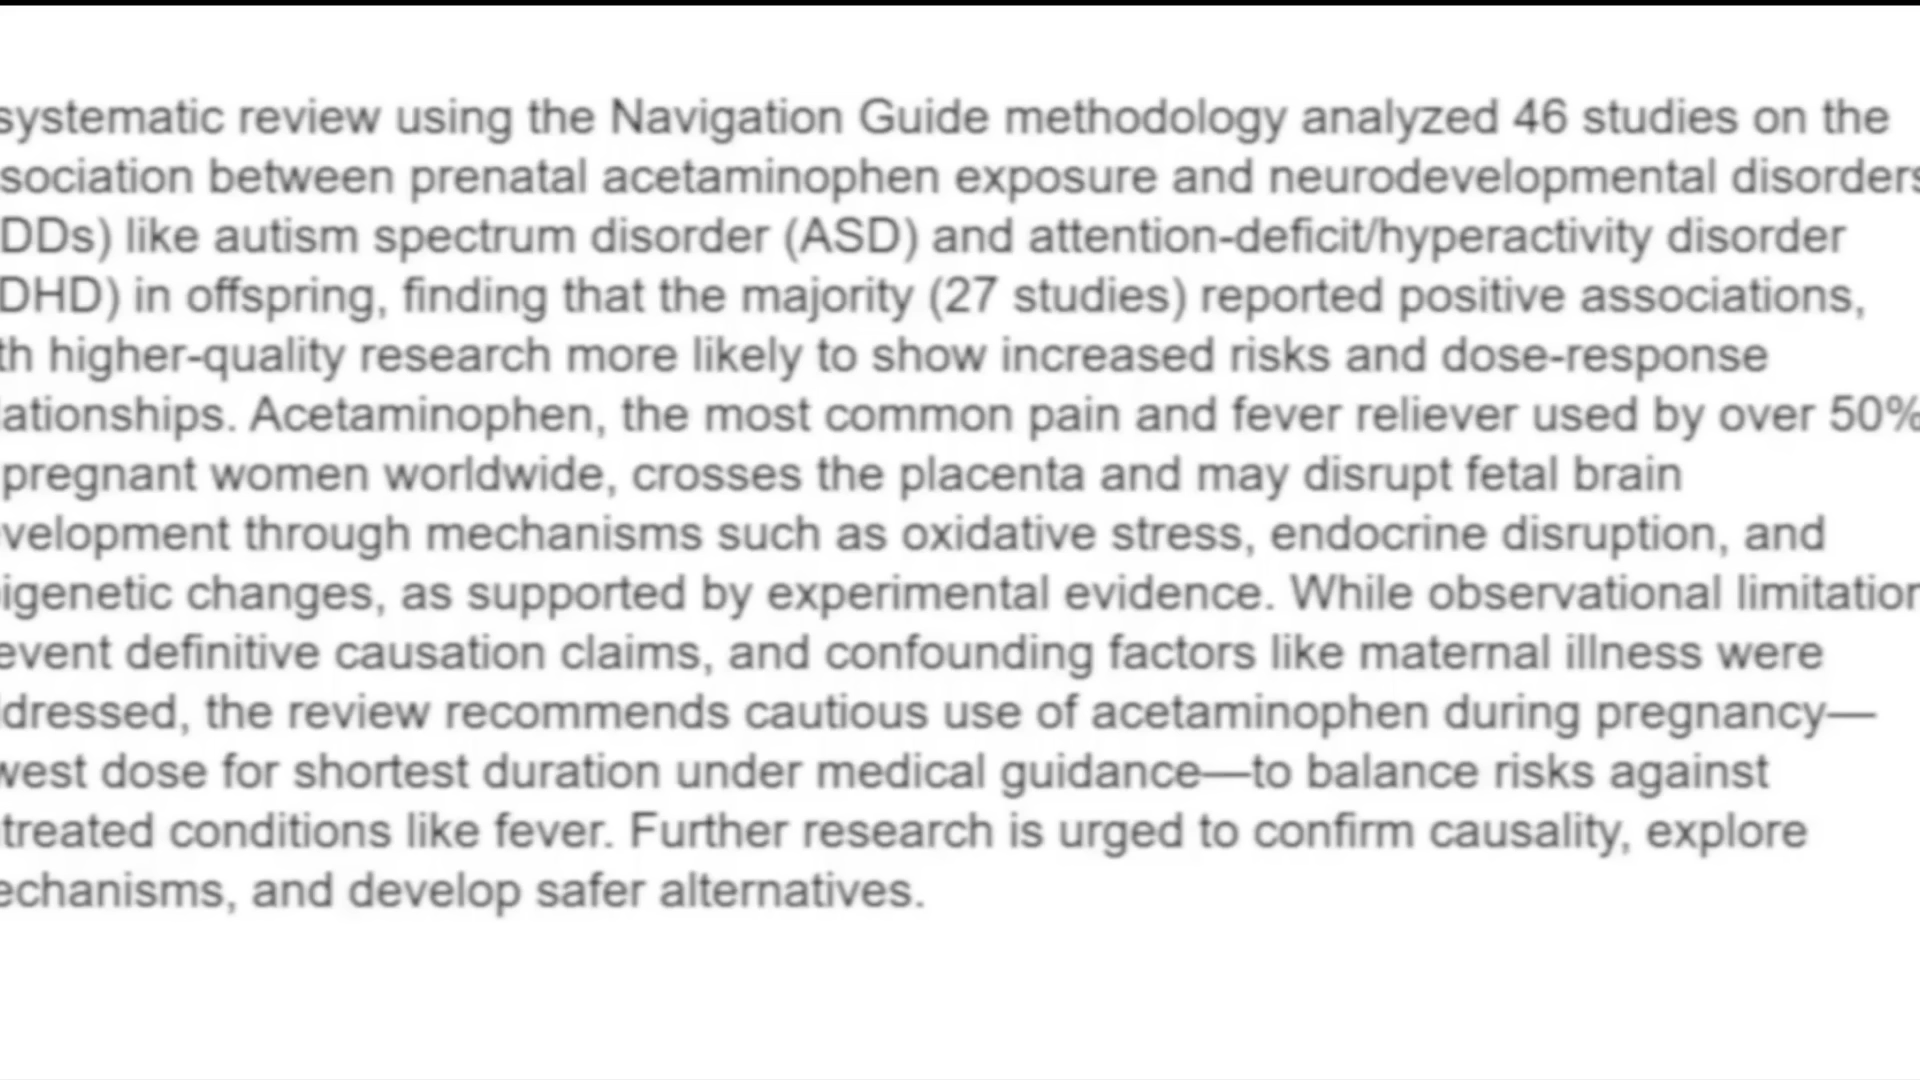 systematic review using the Navigation Guide methodology analyzed 46 studies on the
sociation between prenatal acetaminophen exposure and neurodevelopmental disorders
DDs) like autism spectrum disorder (ASD) and attention-deficit/hyperactivity disorder
DHD) in offspring, finding that the majority (27 studies) reported positive associations,
th higher-quality research more likely to show increased risks and dose-response
lationships. Acetaminophen, the most common pain and fever reliever used by over 50%
pregnant women worldwide, crosses the placenta and may disrupt fetal brain
velopment through mechanisms such as oxidative stress, endocrine disruption, and
igenetic changes, as supported by experimental evidence. While observational limitation
event definitive causation claims, and confounding factors like maternal illness were
dressed, the review recommends cautious use of acetaminophen during pregnancy—
west dose for shortest duration under medical guidance—to balance risks against
treated conditions like fever. Further research is urged to confirm causality, explore
echanisms, and develop safer alternatives.